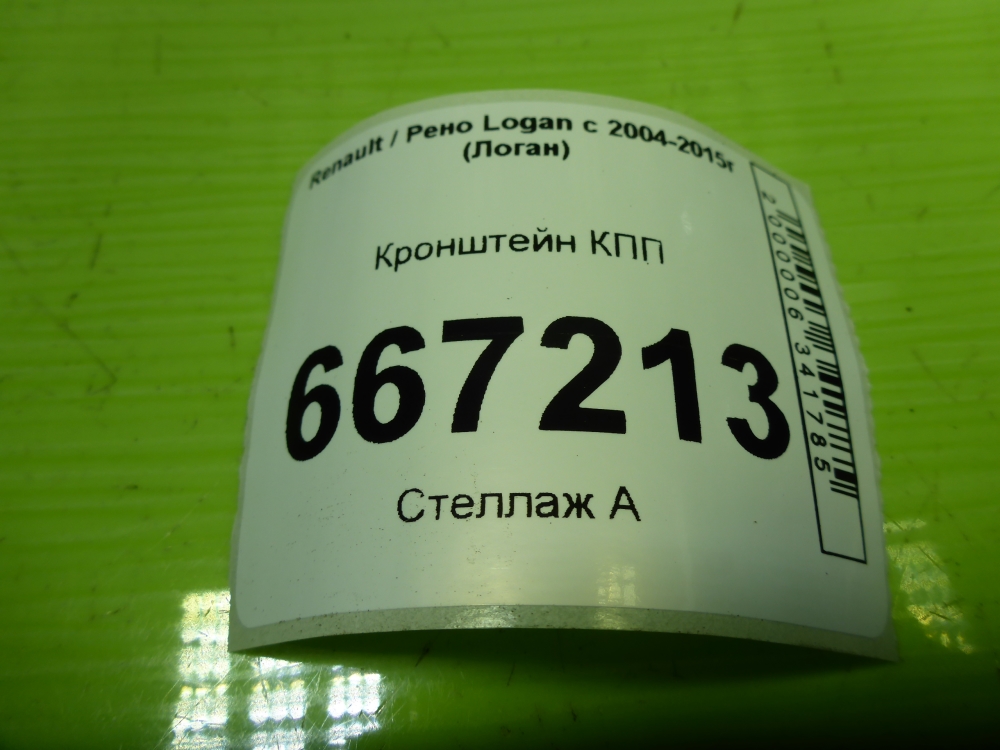 Renault / Рено Logan с 2004-2015г
(Логан)
Кронштейн КПП
667213
Стеллаж А
2000006341785